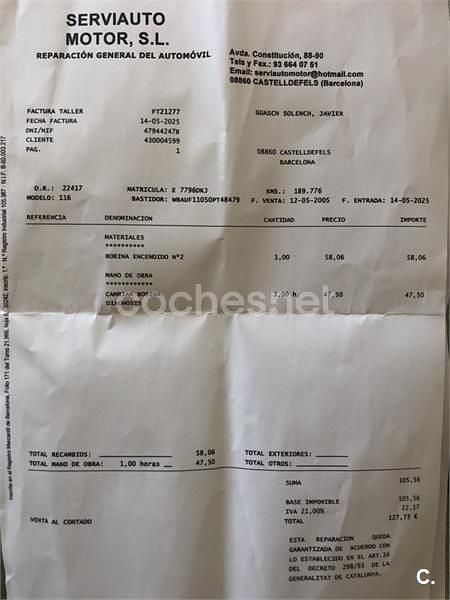 SERVIAUTO
MOTOR, S.L.
REPARACIÓN GENERAL DEL AUTOMÓVIL
Avda. Constitución, 88-90
Tels y Fax.: 93 664 07 51
Email: serviautomotor@hotmail.com
08860 CASTELLDEFELS (Barcelona)
FACTURA TALLER FT21277
FECHA FACTURA 14-05-2025
DNI/NIF 47944247B
CLIENTE 430004599
PAG. 1
GUASCH SOLENCH, JAVIER
08860 CASTELLDEFELS
BARCELONA
O.R.: 22417 MATRICULA: E 7796DKJ KMS.: 189.776
MODELO: 116 BASTIDOR: WBAUF11050PT48479 F. VENTA: 12-05-2005 F. ENTRADA: 14-05-2025
REFERENCIA DENOMINACION CANTIDAD PRECIO IMPORTE
MATERIALES
**********
BOBINA ENCENDIDO Nº2 1,00 58,06 58,06
MANO DE OBRA
************
CAMBIAR BOBINA 1,00 h. 47,50 47,50
DIAGNOSIS
coches.net
TOTAL RECAMBIOS: 58,06 TOTAL EXTERIORES:
TOTAL MANO DE OBRA: 1,00 horas 47,50 TOTAL OTROS:
SUMA 105,56
BASE IMPONIBLE 105,56
IVA 21,00% 22,17
TOTAL 127,73 €
VENTA AL CONTADO
ESTA REPARACION QUEDA
GARANTIZADA DE ACUERDO CON
LO ESTABLECIDO EN EL ART.16
DEL DECRETO 298/93 DE LA
GENERALITAT DE CATALUNYA.
C.